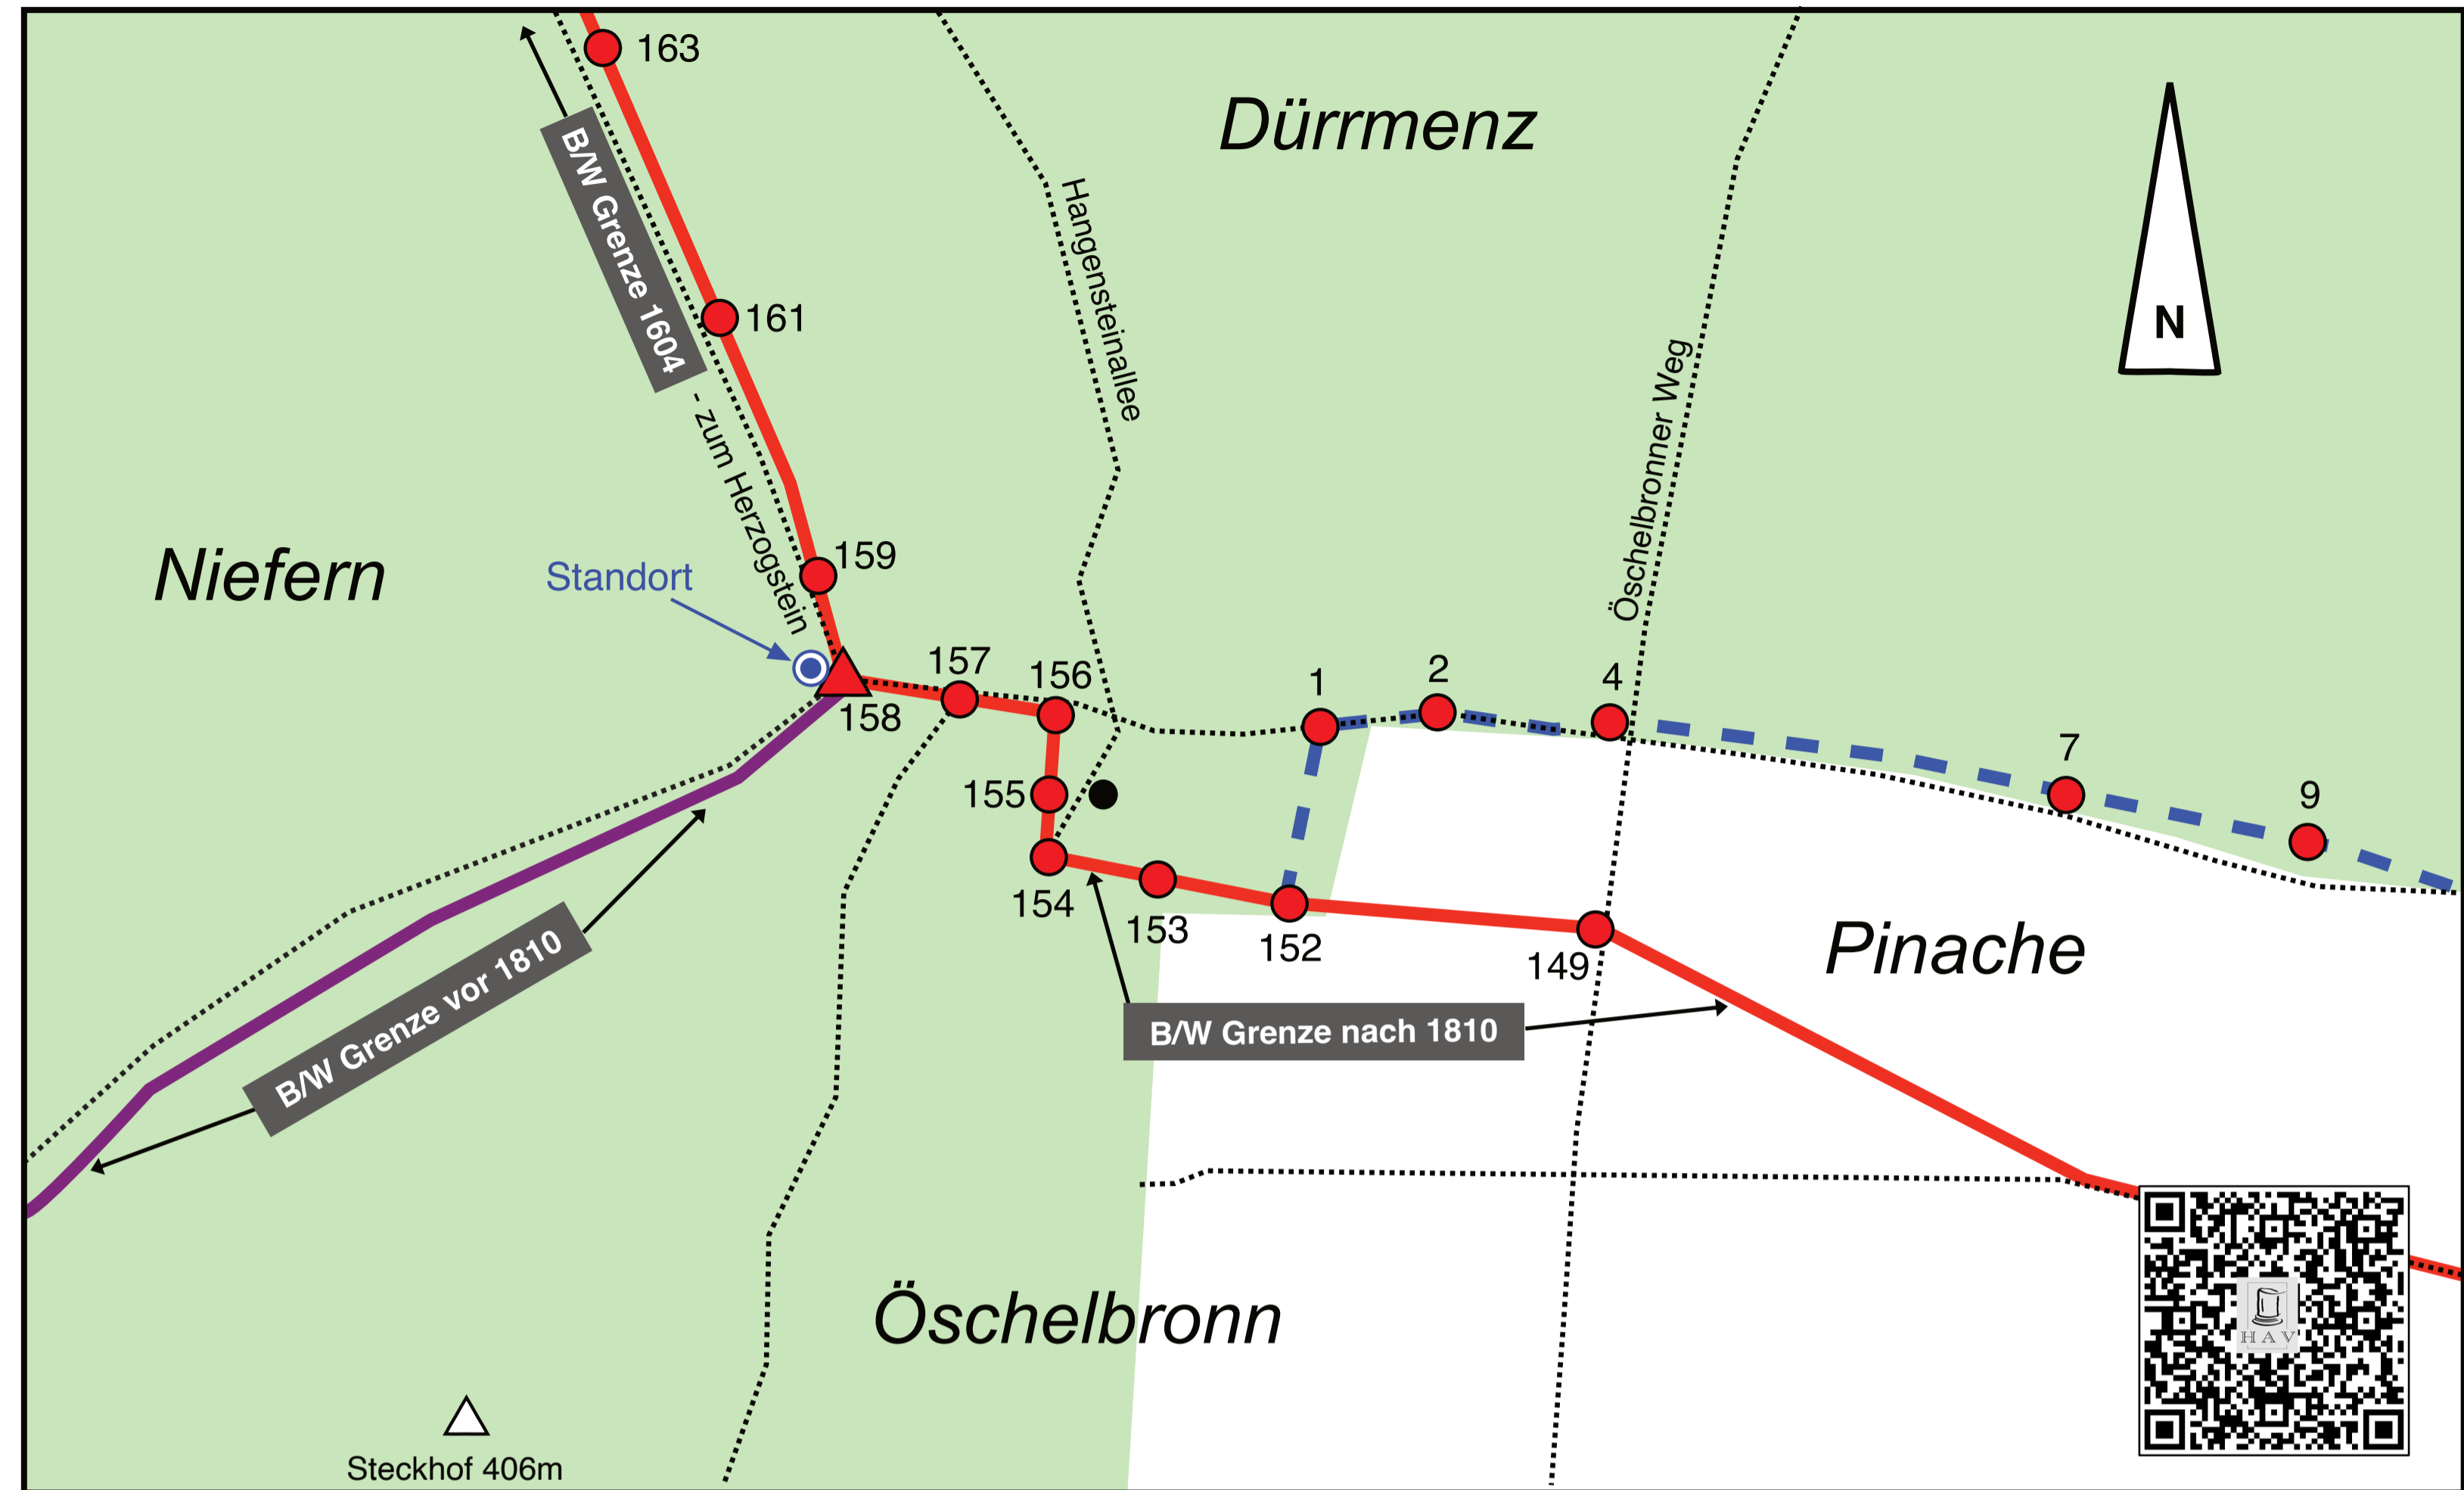 163
Dürrmenz
B/W Grenze 1604
- zum Herzogstein
Hangensteinallee
161
N
Öschelbronner Weg
Niefern
Standort
159
157
156
158
1
2
4
7
9
155
154
153
152
149
Pinache
B/W Grenze vor 1810
B/W Grenze nach 1810
Öschelbronn
HAV
Steckhof 406m